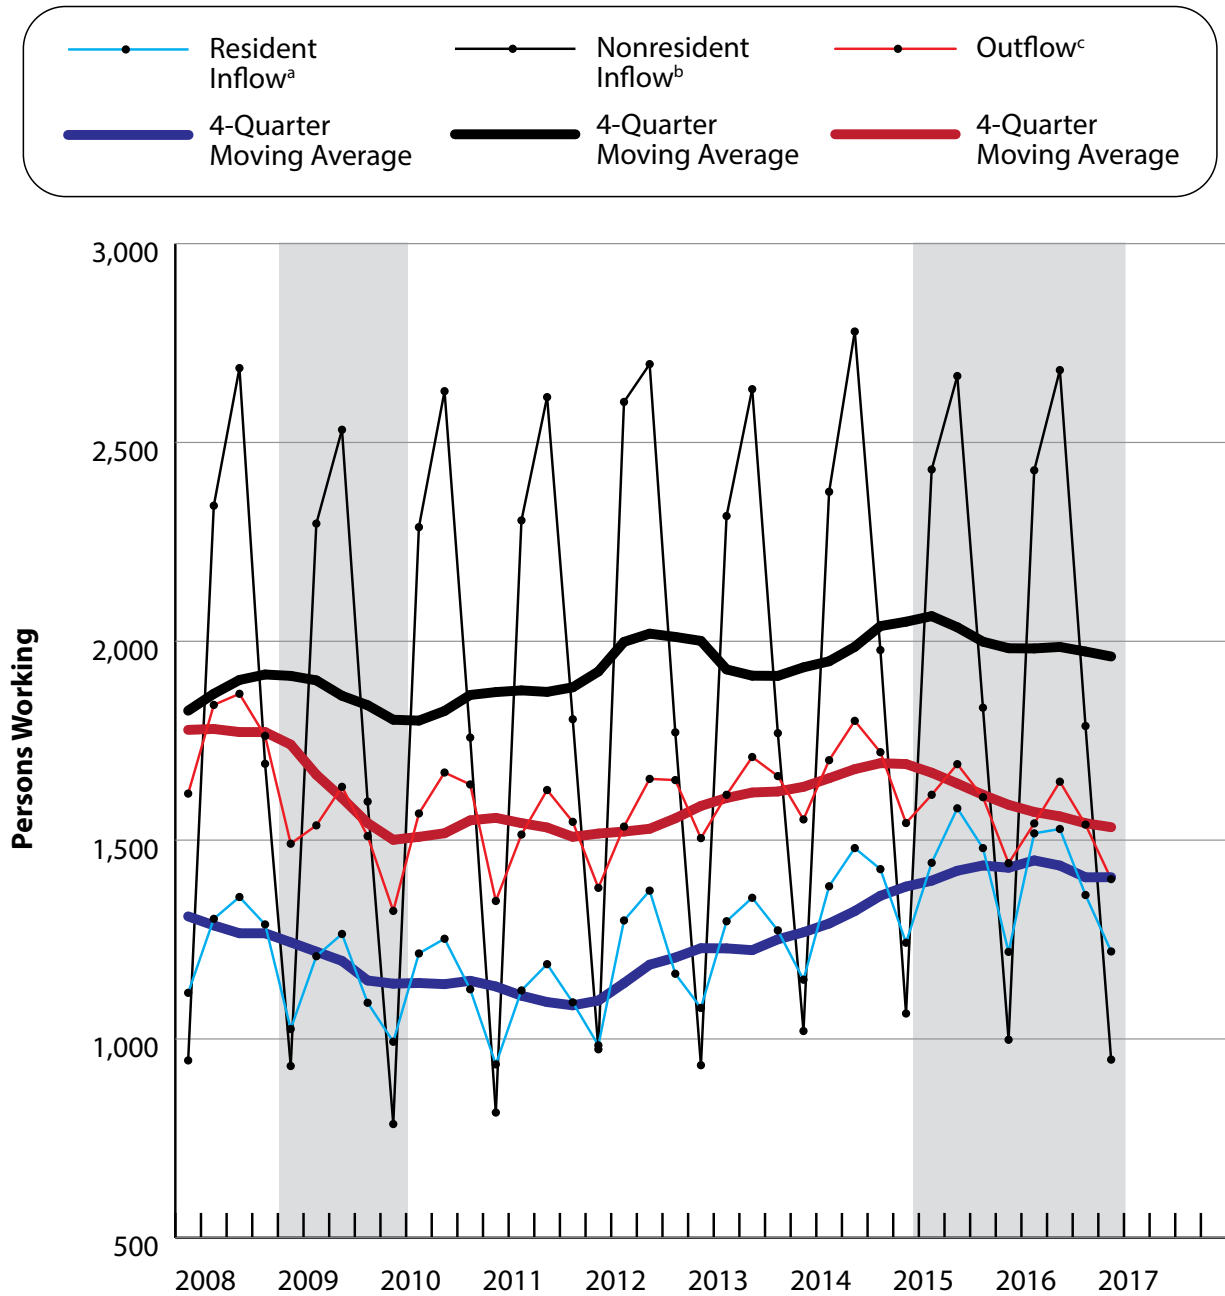 Resident
Inflowᵃ
Nonresident
Inflowᵇ
Outflowᶜ
4-Quarter
Moving Average
4-Quarter
Moving Average
4-Quarter
Moving Average
Persons Working
3,000
2,500
2,000
1,500
1,000
500
2008 2009 2010 2011 2012 2013 2014 2015 2016 2017